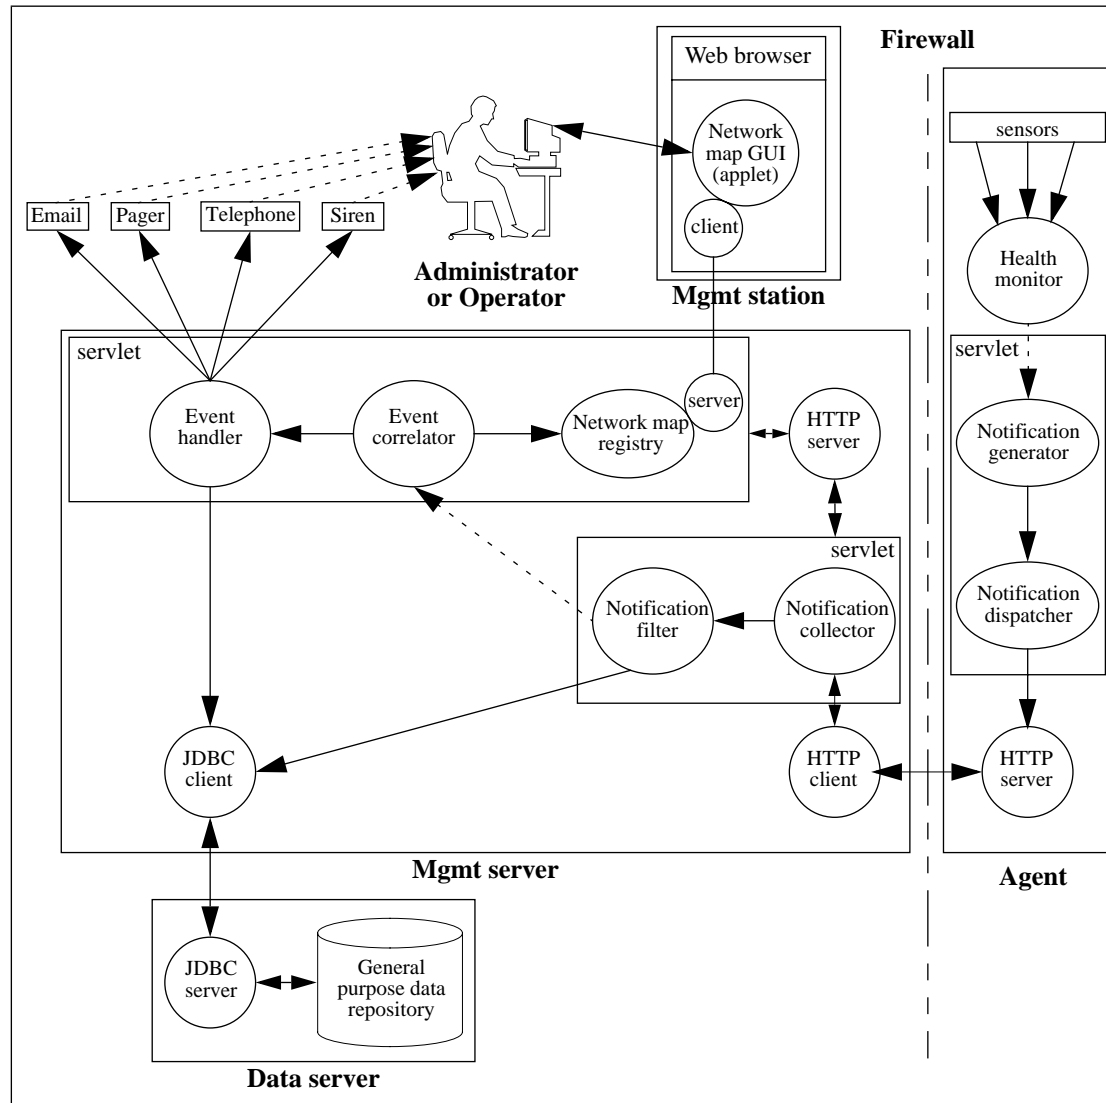 Firewall
Web browser
Network
map GUI
(applet)
client
Mgmt station
sensors
Health
monitor
Email
Pager
Telephone
Siren
Administrator
or Operator
servlet
Event
handler
Event
correlator
Network map
registry
server
HTTP
server
servlet
Notification
generator
Notification
dispatcher
servlet
Notification
filter
Notification
collector
JDBC
client
HTTP
client
HTTP
server
Mgmt server
Agent
JDBC
server
General
purpose data
repository
Data server